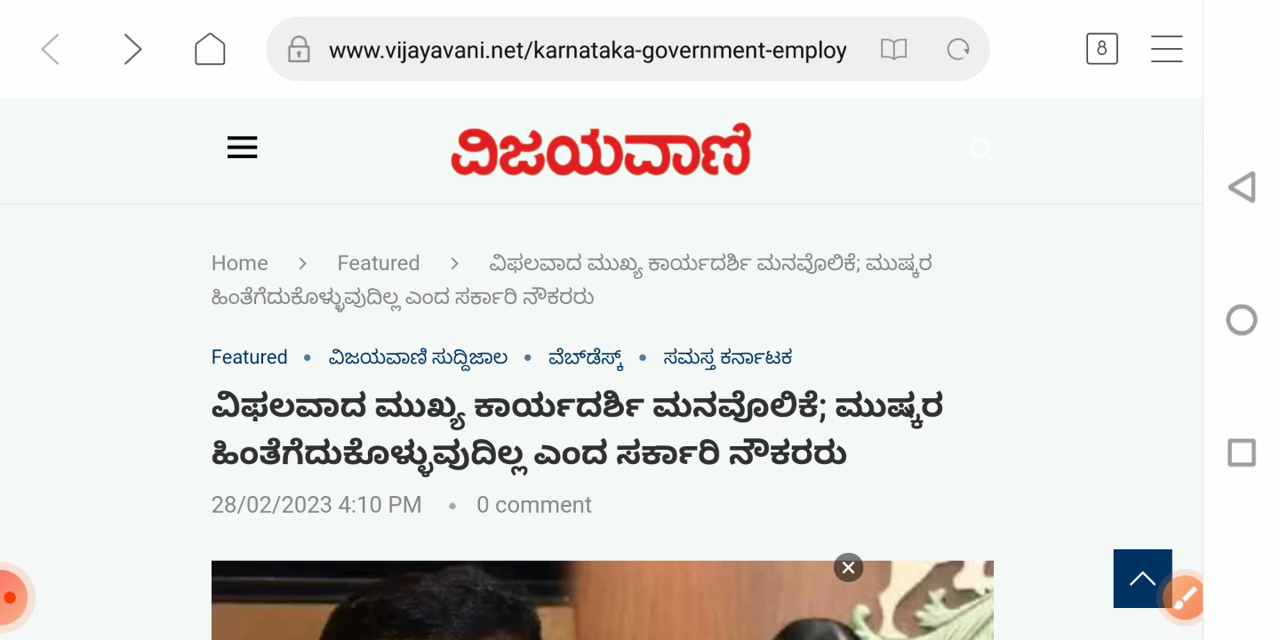 www.vijayavani.net/karnataka-government-employ
8
ವಿಜಯವಾಣಿ
Home > Featured > ವಿಫಲವಾದ ಮುಖ್ಯ ಕಾರ್ಯದರ್ಶಿ ಮನವೊಲಿಕೆ; ಮುಷ್ಕರ
ಹಿಂತೆಗೆದುಕೊಳ್ಳುವುದಿಲ್ಲ ಎಂದ ಸರ್ಕಾರಿ ನೌಕರರು
Featured • ವಿಜಯವಾಣಿ ಸುದ್ದಿಜಾಲ • ವೆಬ್‌ಡೆಸ್ಕ್ • ಸಮಸ್ತ ಕರ್ನಾಟಕ
ವಿಫಲವಾದ ಮುಖ್ಯ ಕಾರ್ಯದರ್ಶಿ ಮನವೊಲಿಕೆ; ಮುಷ್ಕರ
ಹಿಂತೆಗೆದುಕೊಳ್ಳುವುದಿಲ್ಲ ಎಂದ ಸರ್ಕಾರಿ ನೌಕರರು
28/02/2023 4:10 PM • 0 comment